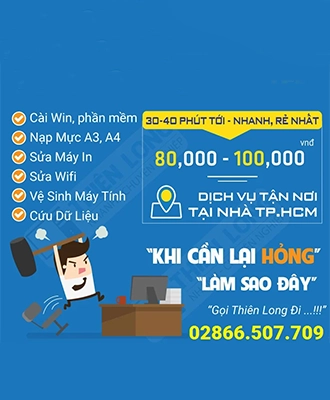 Cài Win, phần mềm
Nạp Mực A3, A4
Sửa Máy In
Sửa Wifi
Vệ Sinh Máy Tính
Cứu Dữ Liệu
30-40 PHÚT TỚI - NHANH, RẺ NHẤT
vnđ
80,000 - 100,000
DỊCH VỤ TẬN NƠI
TẠI NHÀ TP.HCM
"KHI CẦN LẠI HỎNG"
"LÀM SAO ĐÂY"
"Gọi Thiên Long Đi ...!!!"
02866.507.709